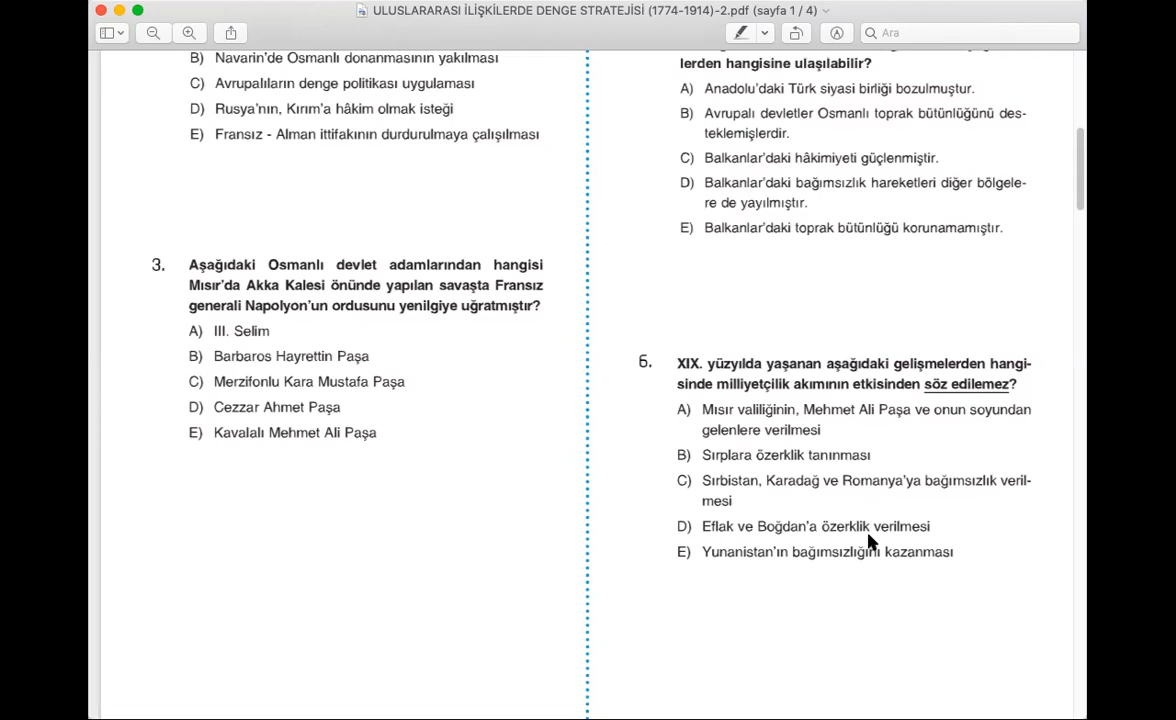 ULUSLARARASI İLİŞKİLERDE DENGE STRATEJİSİ (1774-1914)-2.pdf (sayfa 1 / 4)
Ara
B) Navarin'de Osmanlı donanmasının yakılması
C) Avrupalıların denge politikası uygulaması
D) Rusya'nın, Kırım'a hâkim olmak isteği
E) Fransız - Alman ittifakının durdurulmaya çalışılması
3. Aşağıdaki Osmanlı devlet adamlarından hangisi
Mısır'da Akka Kalesi önünde yapılan savaşta Fransız
generali Napolyon'un ordusunu yenilgiye uğratmıştır?
A) III. Selim
B) Barbaros Hayrettin Paşa
C) Merzifonlu Kara Mustafa Paşa
D) Cezzar Ahmet Paşa
E) Kavalalı Mehmet Ali Paşa
lerden hangisine ulaşılabilir?
A) Anadolu'daki Türk siyasi birliği bozulmuştur.
B) Avrupalı devletler Osmanlı toprak bütünlüğünü des-
teklemişlerdir.
C) Balkanlar'daki hâkimiyeti güçlenmiştir.
D) Balkanlar'daki bağımsızlık hareketleri diğer bölgele-
re de yayılmıştır.
E) Balkanlar'daki toprak bütünlüğü korunamamıştır.
6. XIX. yüzyılda yaşanan aşağıdaki gelişmelerden hangi-
sinde milliyetçilik akımının etkisinden söz edilemez?
A) Mısır valiliğinin, Mehmet Ali Paşa ve onun soyundan
gelenlere verilmesi
B) Sırplara özerklik tanınması
C) Sırbistan, Karadağ ve Romanya'ya bağımsızlık veril-
mesi
D) Eflak ve Boğdan'a özerklik verilmesi
E) Yunanistan'ın bağımsızlığını kazanması